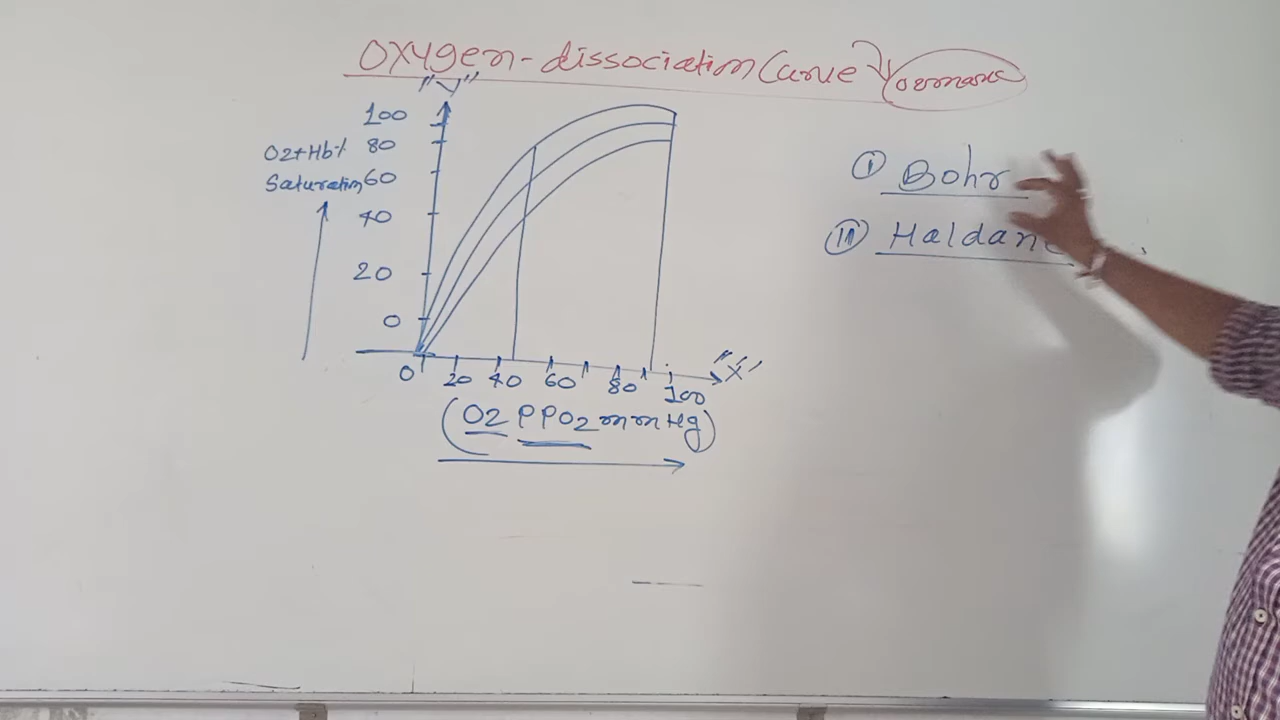 Oxygen-dissociation Curve
"y"
100
O2+Hb% 80
Saturation 60
40
20
0
0 20 40 60 80 100
"X"
(O2 PPO2 mmHg)
(i) Bohr
(ii) Haldane